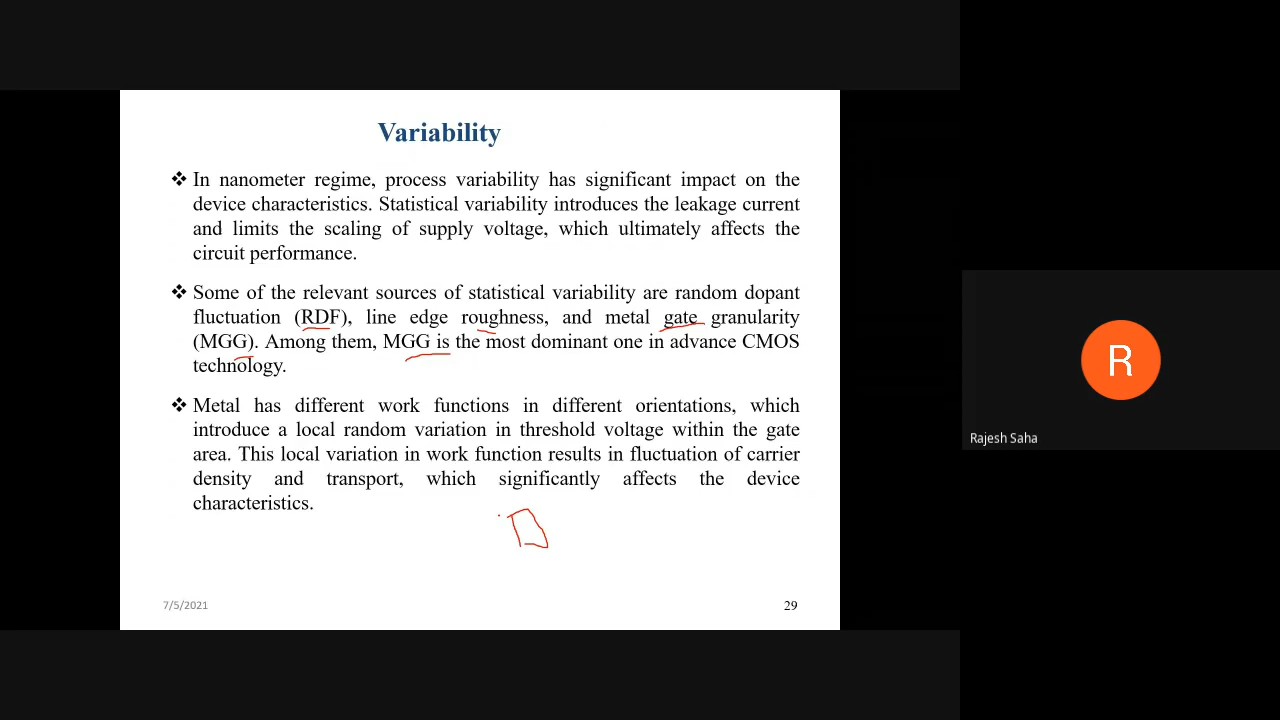 Variability
❖ In nanometer regime, process variability has significant impact on the
device characteristics. Statistical variability introduces the leakage current
and limits the scaling of supply voltage, which ultimately affects the
circuit performance.
❖ Some of the relevant sources of statistical variability are random dopant
fluctuation (RDF), line edge roughness, and metal gate granularity
(MGG). Among them, MGG is the most dominant one in advance CMOS
technology.
❖ Metal has different work functions in different orientations, which
introduce a local random variation in threshold voltage within the gate
area. This local variation in work function results in fluctuation of carrier
density and transport, which significantly affects the device
characteristics.
7/5/2021
29
R
Rajesh Saha